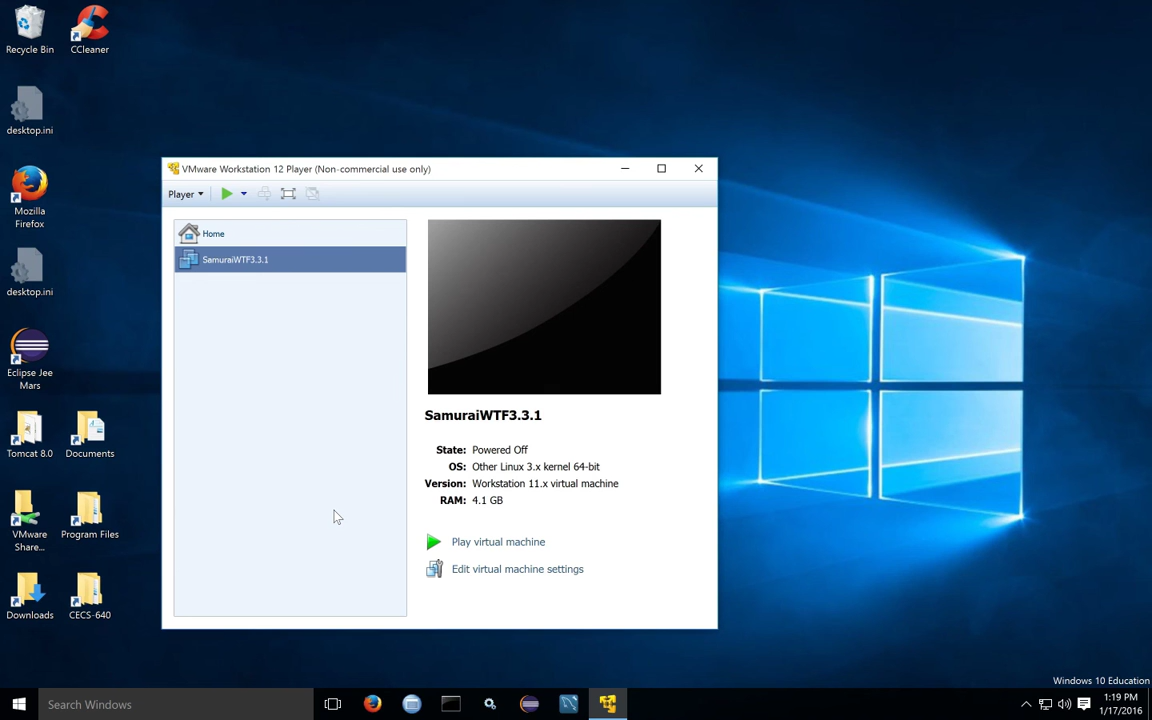 Recycle Bin
CCleaner
desktop.ini
Mozilla
Firefox
desktop.ini
Eclipse Jee
Mars
Tomcat 8.0
Documents
VMware
Share...
Program Files
Downloads
CECS-640
VMware Workstation 12 Player (Non-commercial use only)
Player
Home
SamuraiWTF3.3.1
SamuraiWTF3.3.1
State: Powered Off
OS: Other Linux 3.x kernel 64-bit
Version: Workstation 11.x virtual machine
RAM: 4.1 GB
Play virtual machine
Edit virtual machine settings
Windows 10 Education
Search Windows
1:19 PM
1/17/2016